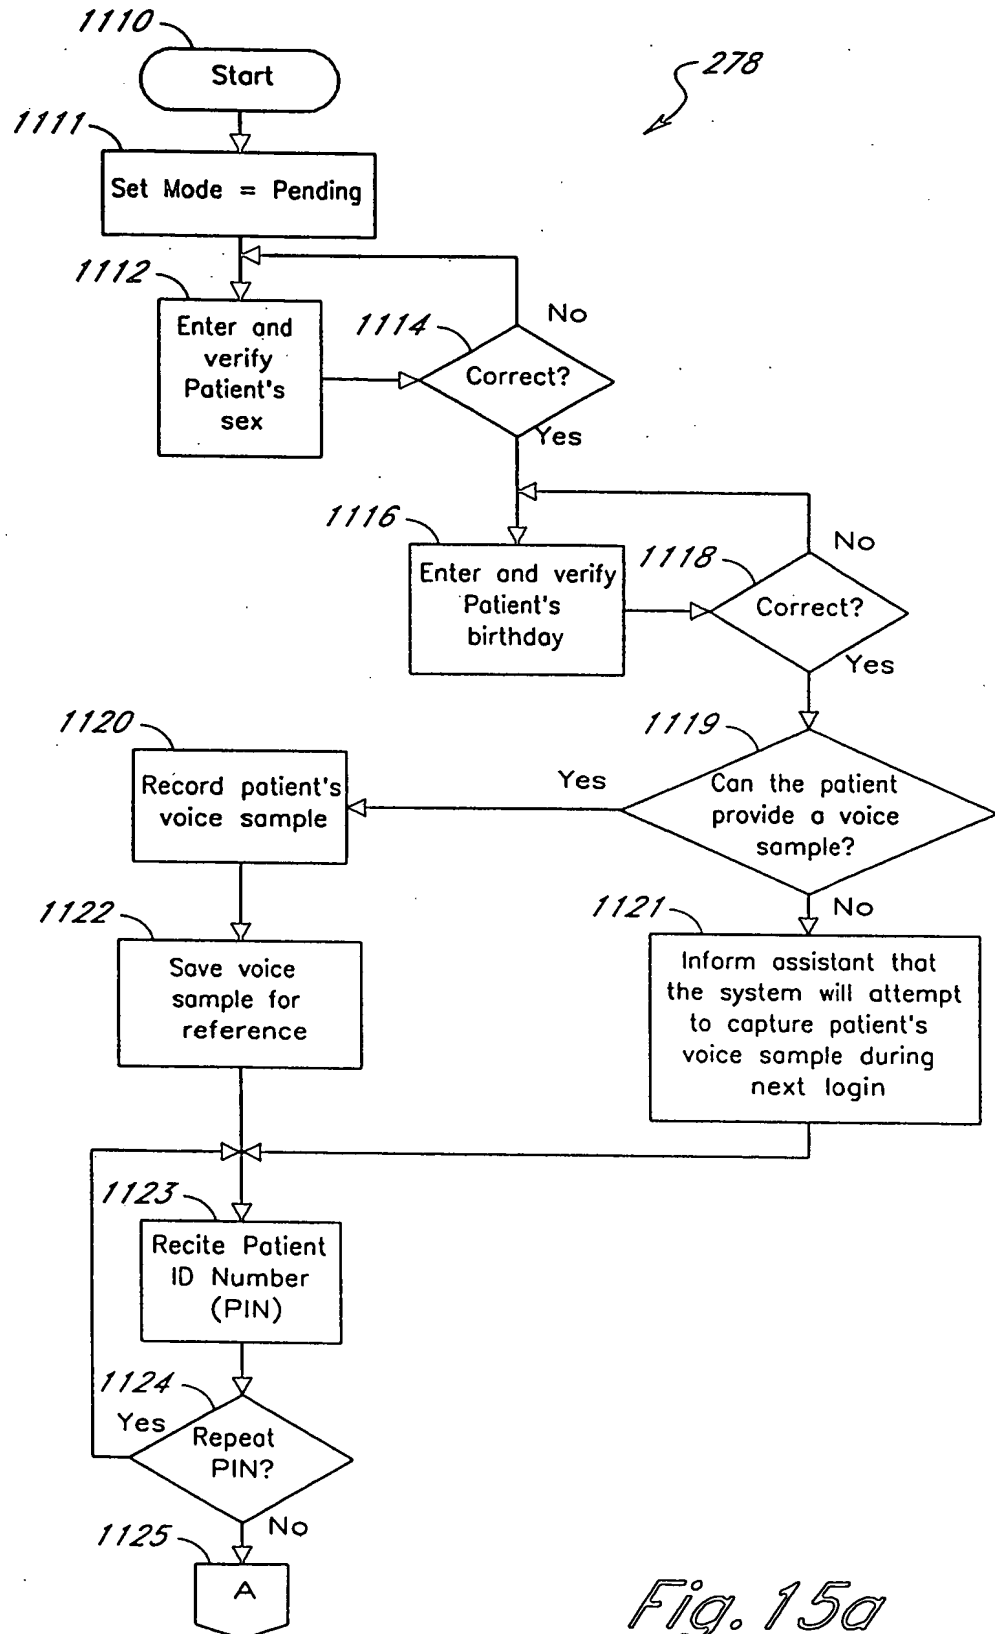 1110
Start
278
1111
Set Mode = Pending
1112
Enter and
verify
Patient's
sex
1114
Correct?
No
Yes
1116
Enter and verify
Patient's
birthday
1118
Correct?
No
Yes
1119
Can the patient
provide a voice
sample?
Yes
No
1120
Record patient's
voice sample
1122
Save voice
sample for
reference
1121
Inform assistant that
the system will attempt
to capture patient's
voice sample during
next login
1123
Recite Patient
ID Number
(PIN)
1124
Yes
Repeat
PIN?
No
1125
A
Fig. 15a